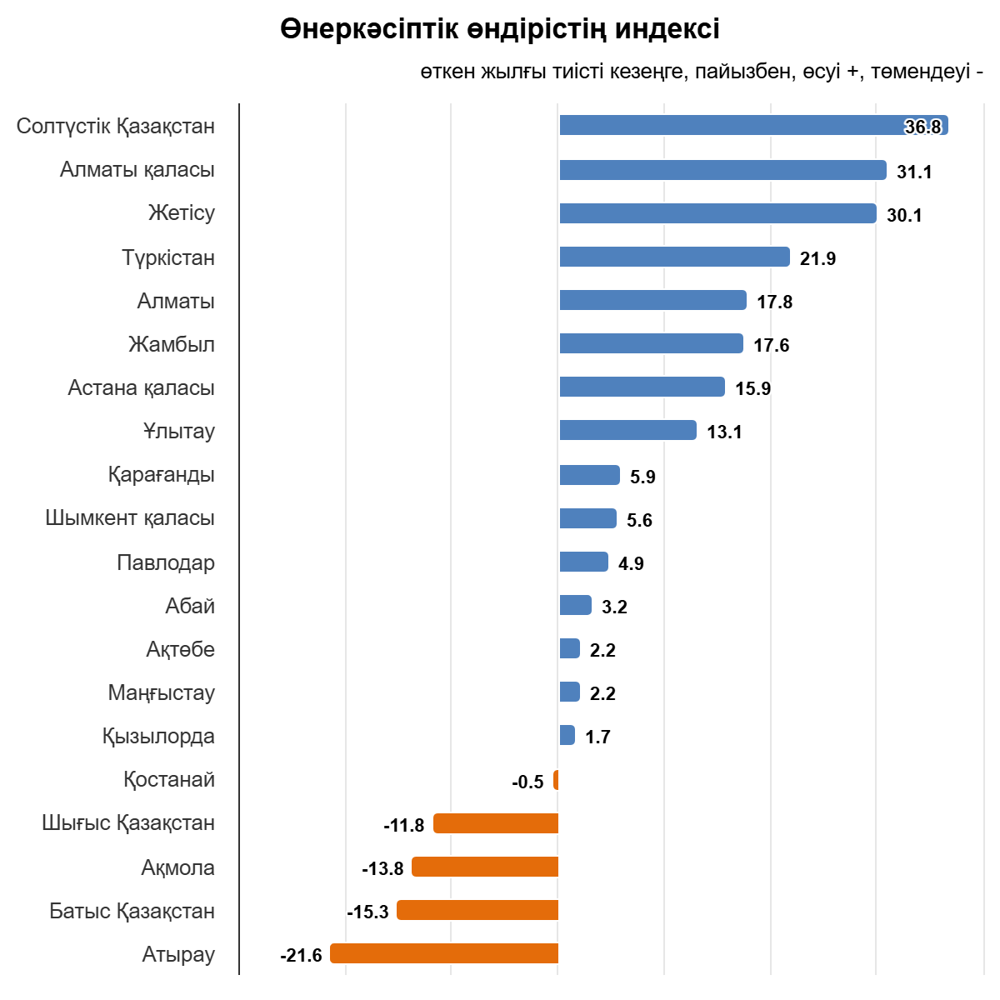 Өнеркәсіптік өндірістің индексі
өткен жылғы тиісті кезеңге, пайызбен, өсуі +, төмендеуі -
Солтүстік Қазақстан 36.8
Алматы қаласы 31.1
Жетісу 30.1
Түркістан 21.9
Алматы 17.8
Жамбыл 17.6
Астана қаласы 15.9
Ұлытау 13.1
Қарағанды 5.9
Шымкент қаласы 5.6
Павлодар 4.9
Абай 3.2
Ақтөбе 2.2
Маңғыстау 2.2
Қызылорда 1.7
Қостанай -0.5
Шығыс Қазақстан -11.8
Ақмола -13.8
Батыс Қазақстан -15.3
Атырау -21.6